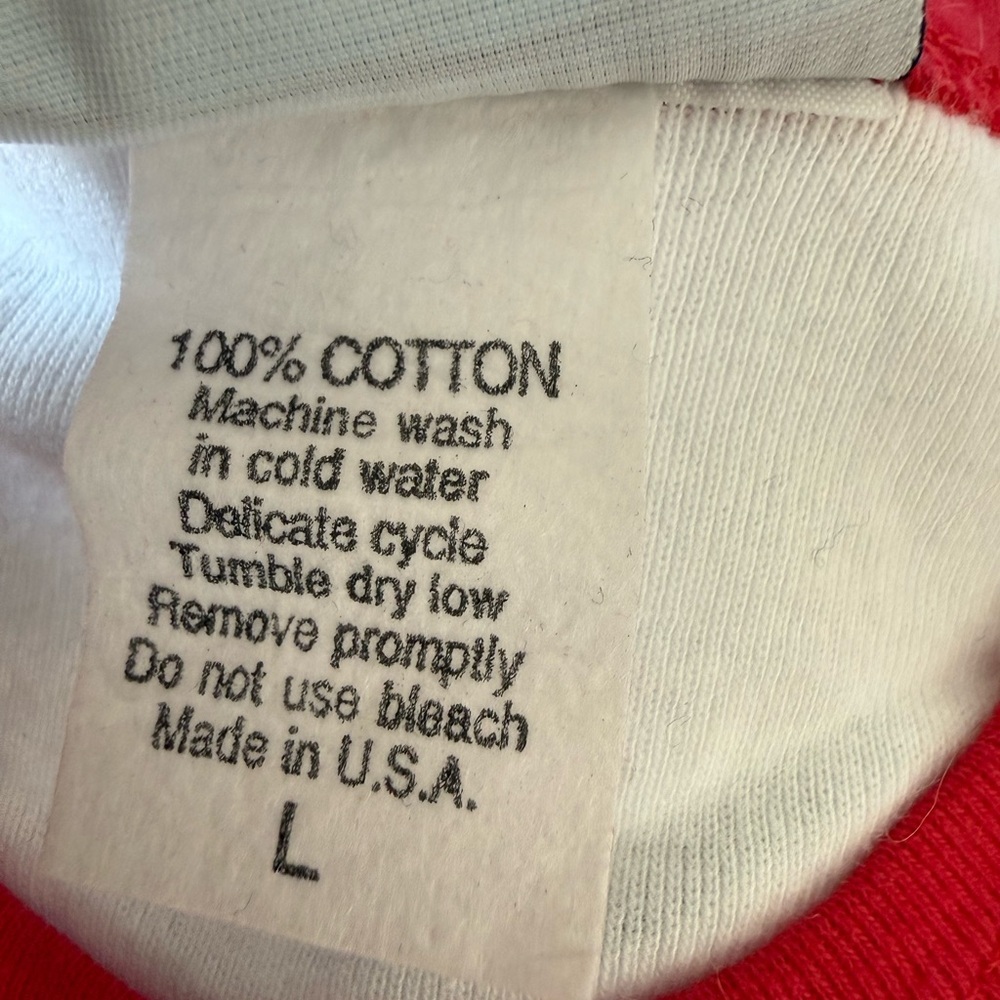 100% COTTON
Machine wash
in cold water
Delicate cycle
Tumble dry low
Remove promptly
Do not use bleach
Made in U.S.A.
L